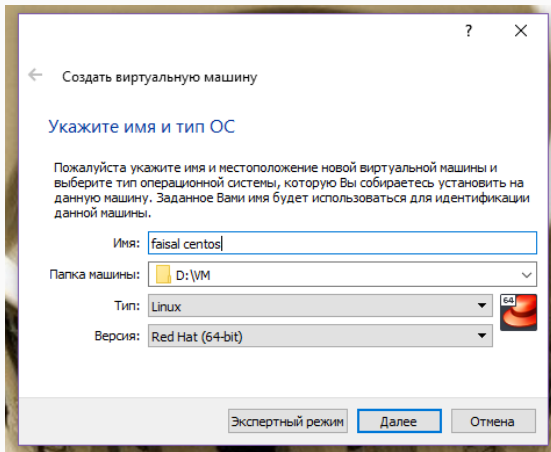 ?
Создать виртуальную машину
Укажите имя и тип ОС
Пожалуйста укажите имя и местоположение новой виртуальной машины и
выберите тип операционной системы, которую Вы собираетесь установить на
данную машину. Заданное Вами имя будет использоваться для идентификации
данной машины.
Имя: faisal centos
Папка машины: D:\VM
Тип: Linux
64
Версия: Red Hat (64-bit)
Экспертный режим Далее Отмена